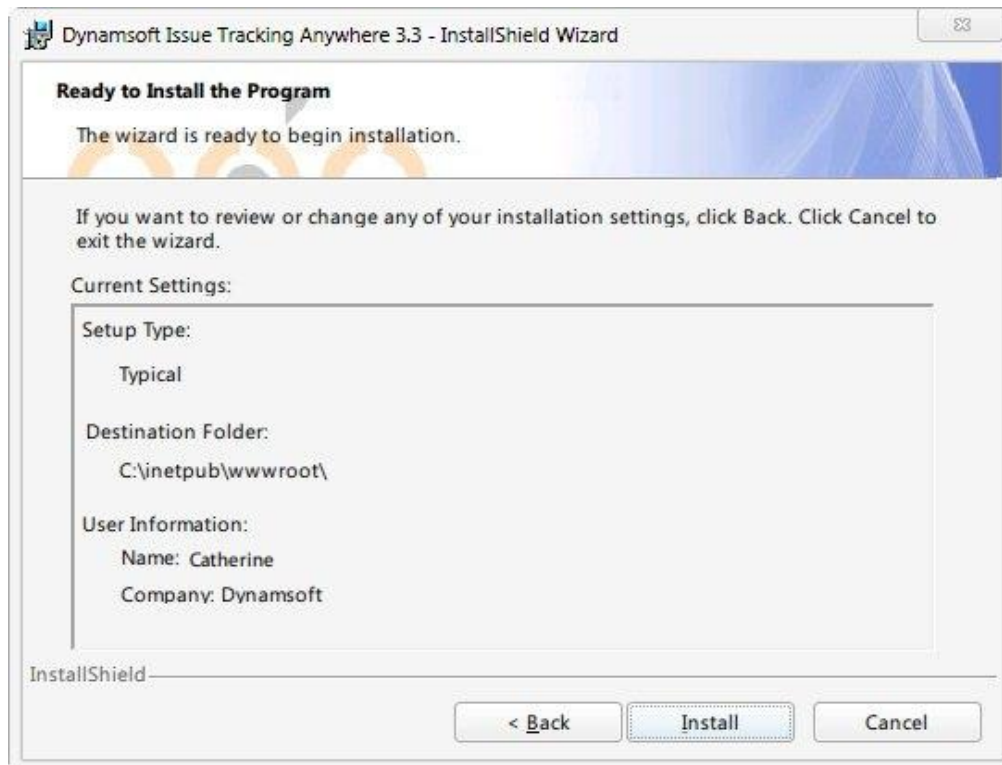 Dynamsoft Issue Tracking Anywhere 3.3 - InstallShield Wizard
Ready to Install the Program
The wizard is ready to begin installation.
If you want to review or change any of your installation settings, click Back. Click Cancel to
exit the wizard.
Current Settings:
Setup Type:
Typical
Destination Folder:
C:\inetpub\wwwroot\
User Information:
Name: Catherine
Company: Dynamsoft
InstallShield
< Back
Install
Cancel